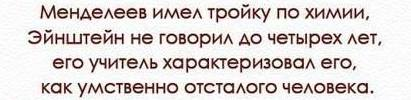 Менделеев имел тройку по химии,
Эйнштейн не говорил до четырех лет,
его учитель характеризовал его,
как умственно отсталого человека.